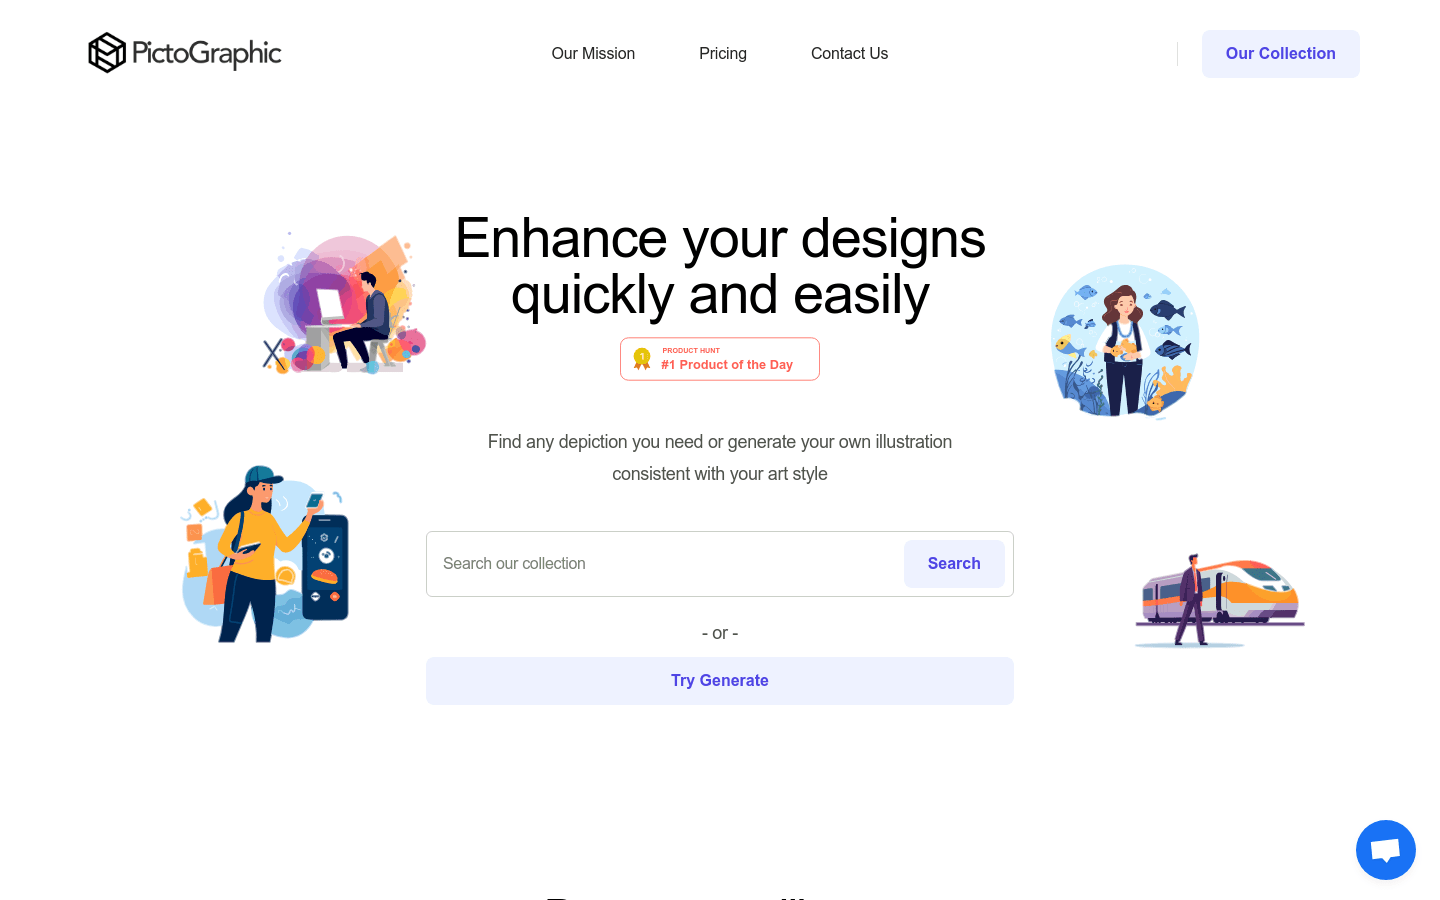 PictoGraphic
Our Mission
Pricing
Contact Us
Our Collection
Enhance your designs
quickly and easily
1
PRODUCT HUNT
#1 Product of the Day
Find any depiction you need or generate your own illustration
consistent with your art style
Search our collection
Search
- or -
Try Generate